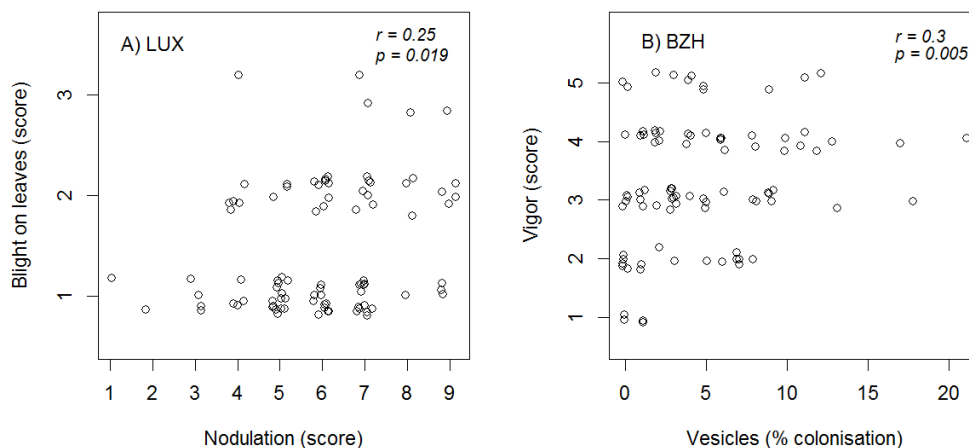 A) LUX
r = 0.25
p = 0.019
Blight on leaves (score)
3
2
1
1 2 3 4 5 6 7 8 9
Nodulation (score)
B) BZH
r = 0.3
p = 0.005
Vigor (score)
5
4
3
2
1
0 5 10 15 20
Vesicles (% colonisation)